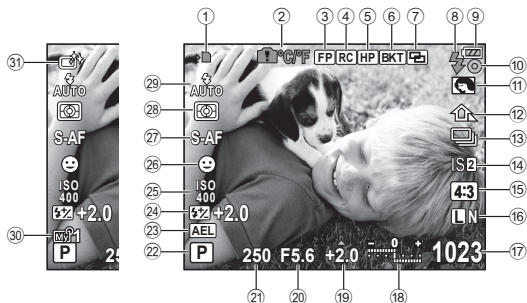 ① ② ③ ④ ⑤ ⑥ ⑦ ⑧ ⑨
°C/°F FP RC HP BKT
⑩
⑪
⑫
⑬
IS2 ⑭
4:3 ⑮
L N ⑯
1023 ⑰
㉛
AUTO
S-AF
ISO
400
+2.0
㉚ My 1
P 25
㉙ AUTO
㉘
㉗ S-AF
㉖
㉕ ISO
400
㉔ +2.0
㉓ AEL
㉒ P 250 F5.6 +2.0 − 0 +
㉑ ⑳ ⑲ ⑱